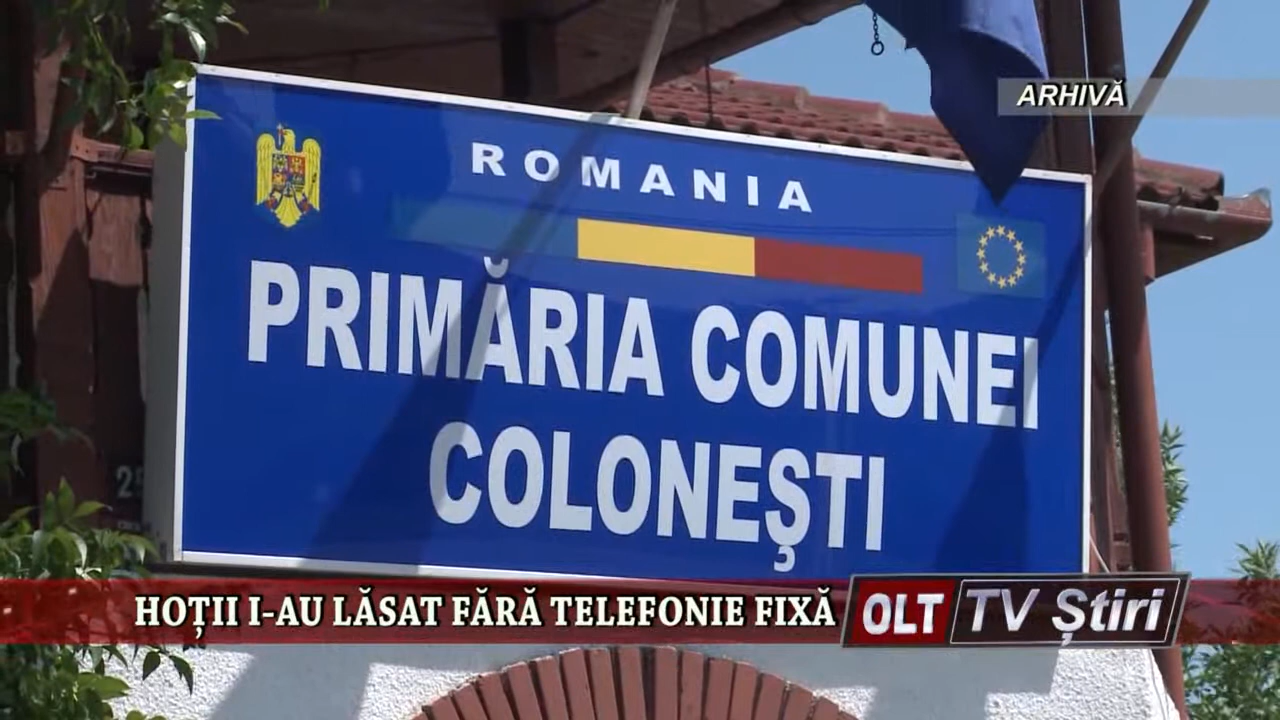 ARHIVĂ
ROMANIA
PRIMĂRIA COMUNEI
COLONEȘTI
HOȚII I-AU LĂSAT FĂRĂ TELEFONIE FIXĂ
OLT TV Știri